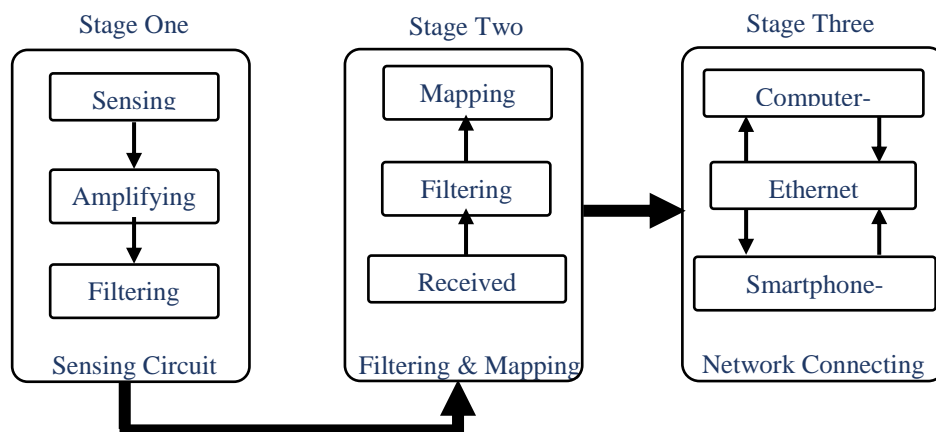 Stage One
Sensing
Amplifying
Filtering
Sensing Circuit
Stage Two
Mapping
Filtering
Received
Filtering & Mapping
Stage Three
Computer-
Ethernet
Smartphone-
Network Connecting